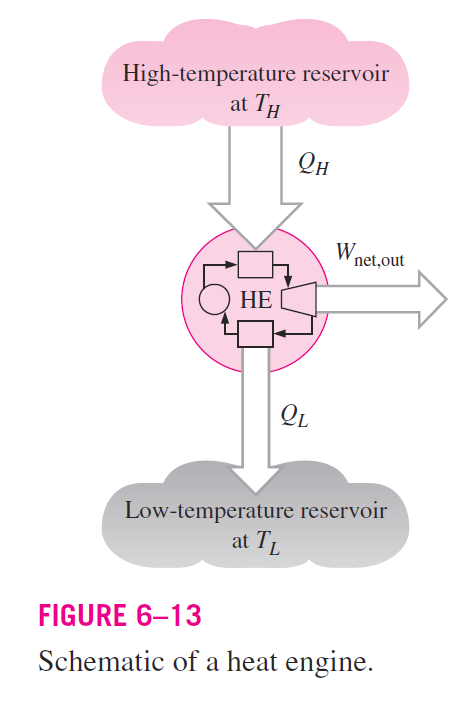 High-temperature reservoir
at T_H
Q_H
W_net,out
HE
Q_L
Low-temperature reservoir
at T_L
FIGURE 6–13
Schematic of a heat engine.